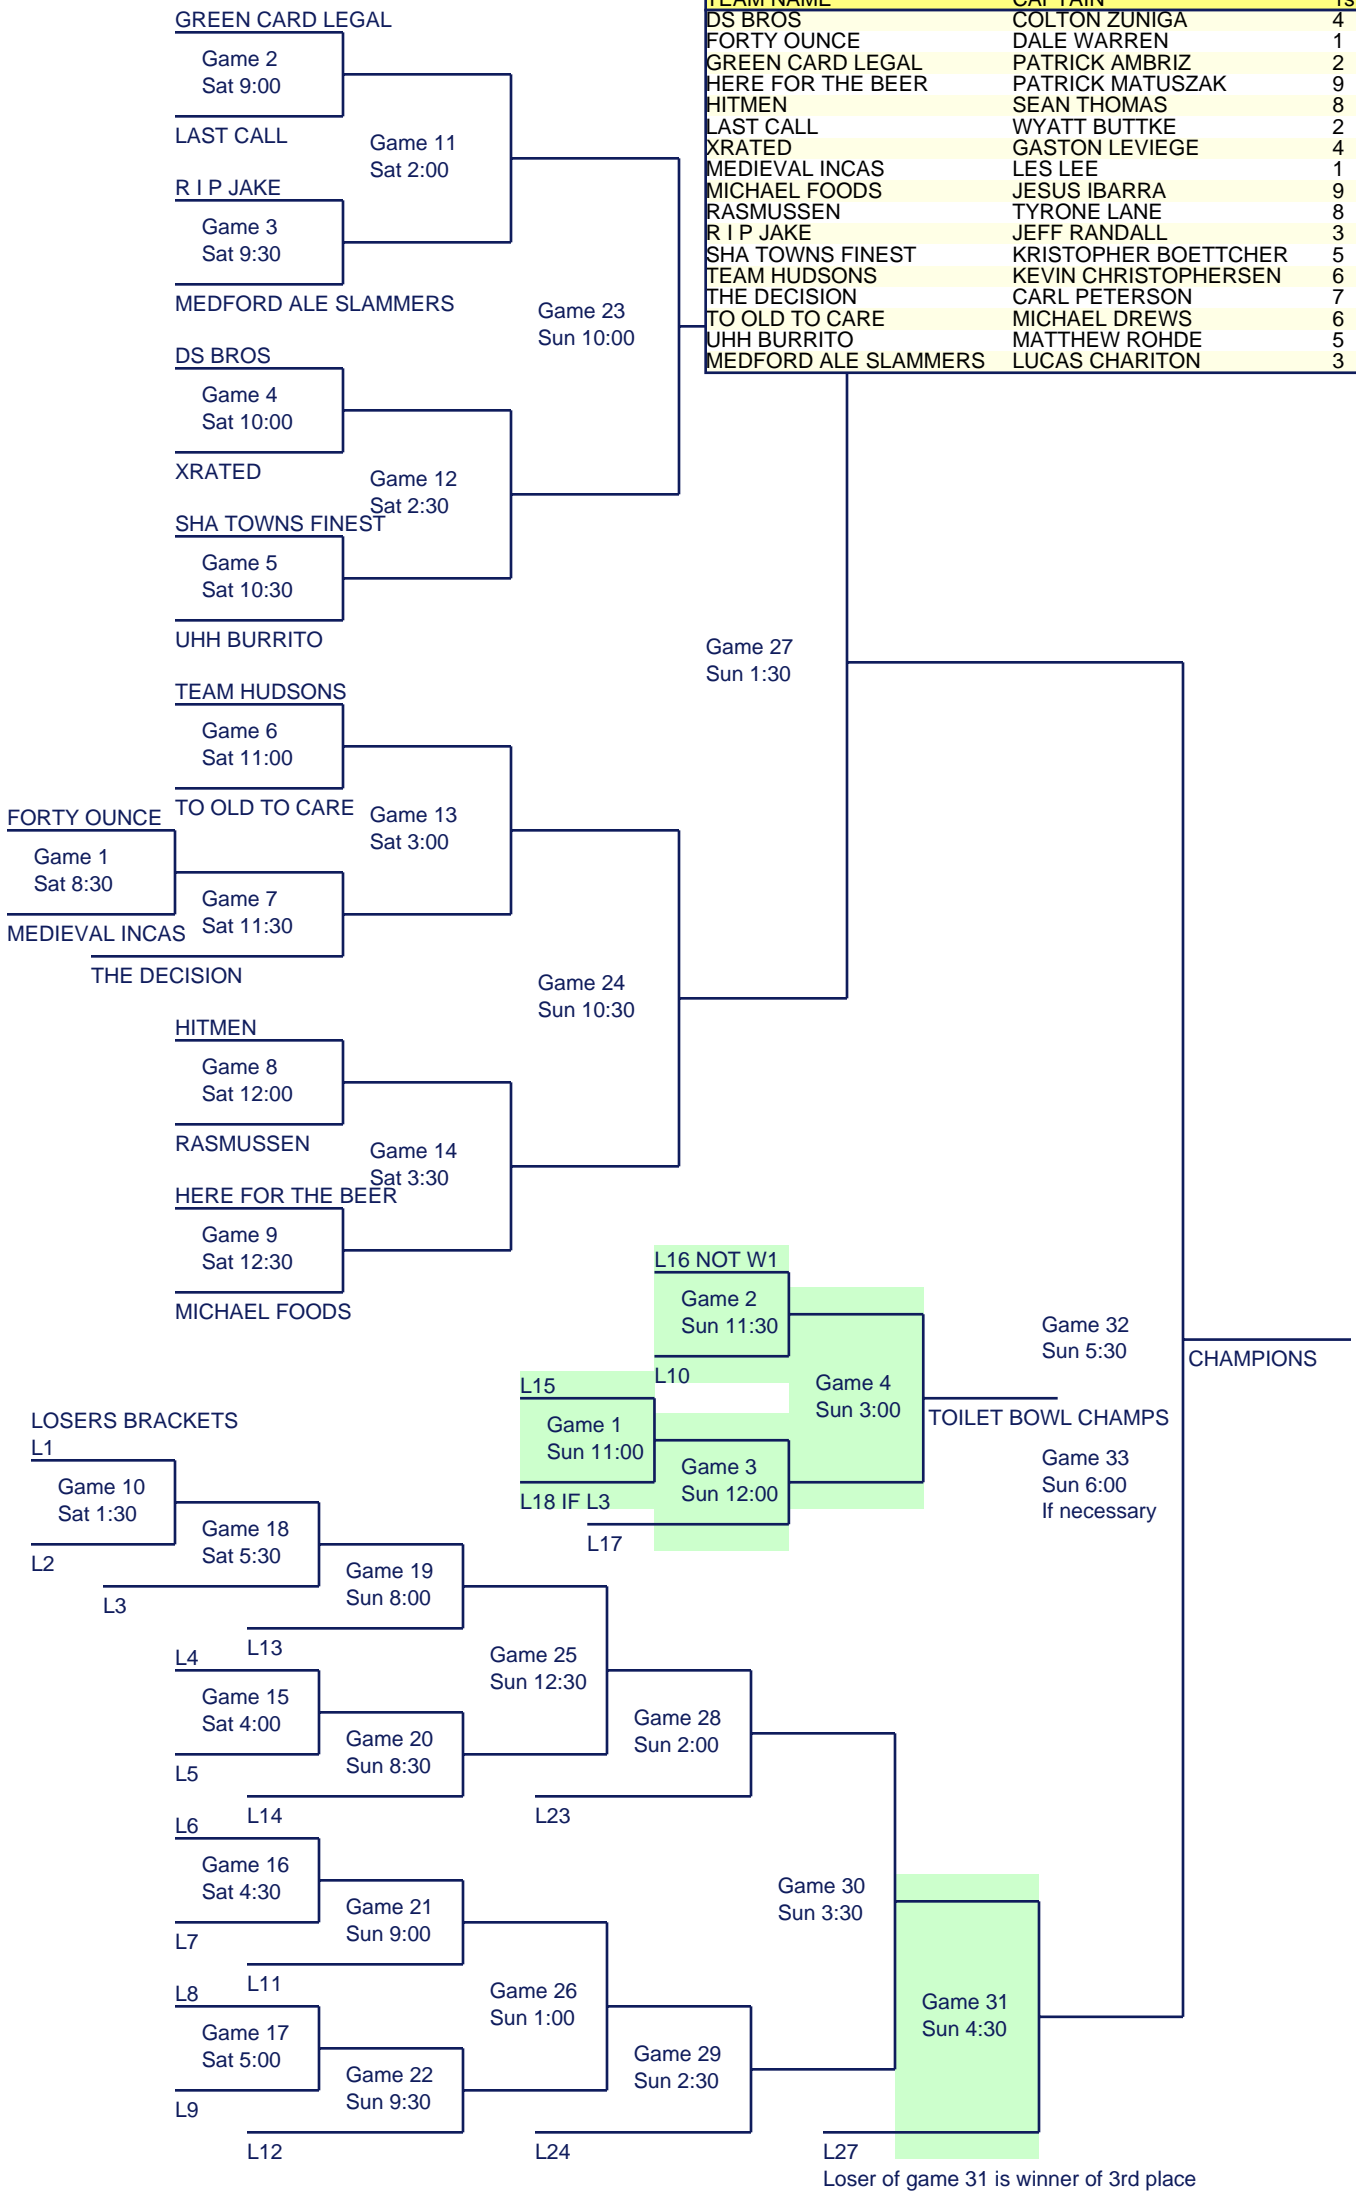 TEAM NAME CAPTAIN 1s
DS BROS COLTON ZUNIGA 4
FORTY OUNCE DALE WARREN 1
GREEN CARD LEGAL PATRICK AMBRIZ 2
HERE FOR THE BEER PATRICK MATUSZAK 9
HITMEN SEAN THOMAS 8
LAST CALL WYATT BUTTKE 2
XRATED GASTON LEVIEGE 4
MEDIEVAL INCAS LES LEE 1
MICHAEL FOODS JESUS IBARRA 9
RASMUSSEN TYRONE LANE 8
R I P JAKE JEFF RANDALL 3
SHA TOWNS FINEST KRISTOPHER BOETTCHER 5
TEAM HUDSONS KEVIN CHRISTOPHERSEN 6
THE DECISION CARL PETERSON 7
TO OLD TO CARE MICHAEL DREWS 6
UHH BURRITO MATTHEW ROHDE 5
MEDFORD ALE SLAMMERS LUCAS CHARITON 3
GREEN CARD LEGAL
Game 2
Sat 9:00
LAST CALL
Game 11
Sat 2:00
R I P JAKE
Game 3
Sat 9:30
MEDFORD ALE SLAMMERS
Game 23
Sun 10:00
DS BROS
Game 4
Sat 10:00
XRATED
Game 12
Sat 2:30
SHA TOWNS FINEST
Game 5
Sat 10:30
UHH BURRITO
Game 27
Sun 1:30
TEAM HUDSONS
Game 6
Sat 11:00
TO OLD TO CARE
Game 13
Sat 3:00
FORTY OUNCE
Game 1
Sat 8:30
MEDIEVAL INCAS
Game 7
Sat 11:30
THE DECISION
Game 24
Sun 10:30
HITMEN
Game 8
Sat 12:00
RASMUSSEN
Game 14
Sat 3:30
HERE FOR THE BEER
Game 9
Sat 12:30
MICHAEL FOODS
L16 NOT W1
Game 2
Sun 11:30
L10
L15
Game 1
Sun 11:00
L18 IF L3
Game 3
Sun 12:00
L17
Game 4
Sun 3:00
TOILET BOWL CHAMPS
Game 32
Sun 5:30
CHAMPIONS
Game 33
Sun 6:00
If necessary
LOSERS BRACKETS
L1
Game 10
Sat 1:30
L2
Game 18
Sat 5:30
L3
Game 19
Sun 8:00
L13
L4
Game 15
Sat 4:00
L5
Game 20
Sun 8:30
L14
Game 25
Sun 12:30
Game 28
Sun 2:00
L23
L6
Game 16
Sat 4:30
L7
Game 21
Sun 9:00
L11
L8
Game 17
Sat 5:00
L9
Game 22
Sun 9:30
L12
Game 26
Sun 1:00
Game 29
Sun 2:30
L24
Game 30
Sun 3:30
Game 31
Sun 4:30
L27
Loser of game 31 is winner of 3rd place